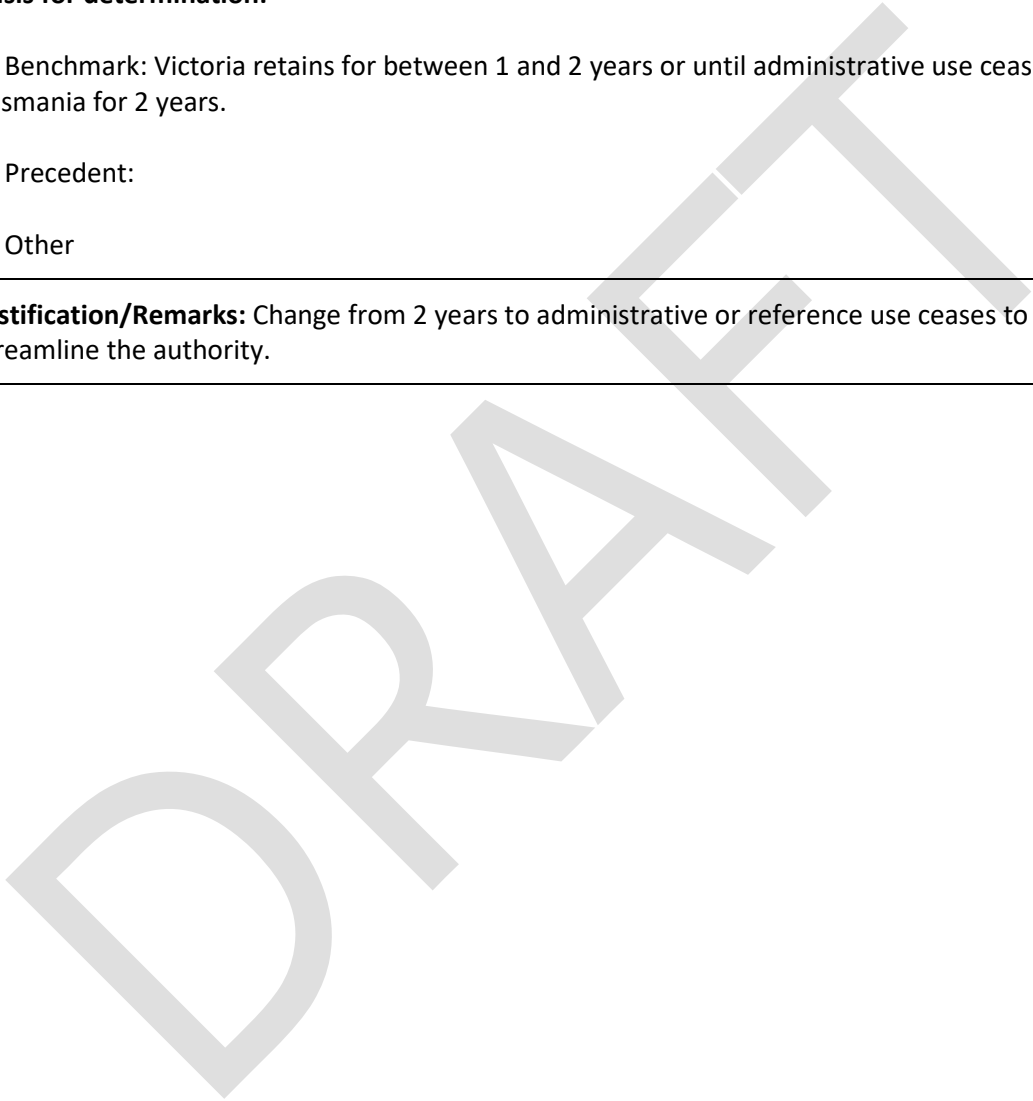 sis for determination:
Benchmark: Victoria retains for between 1 and 2 years or until administrative use ceas
smania for 2 years.
Precedent:
Other
stification/Remarks: Change from 2 years to administrative or reference use ceases to
reamline the authority.
DRAFT